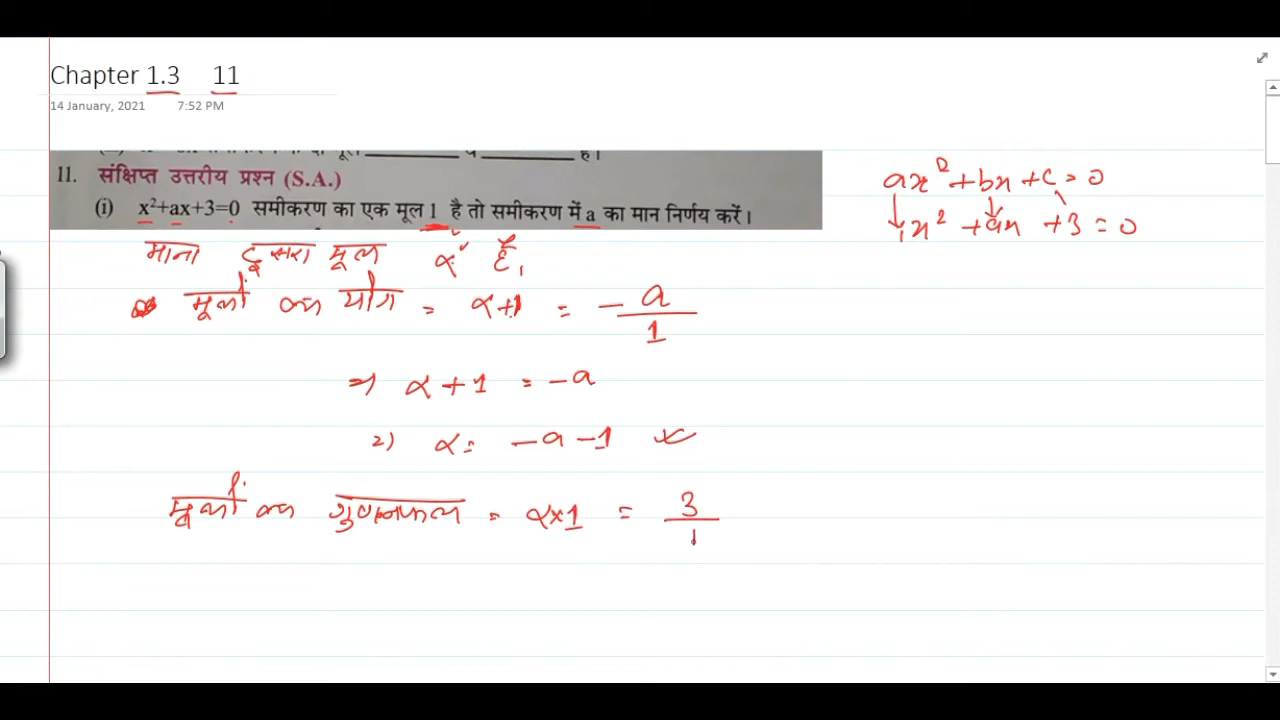 Chapter 1.3 11
14 January, 2021 7:52 PM
11. संक्षिप्त उत्तरीय प्रश्न (S.A.)
(i) x²+ax+3=0 समीकरण का एक मूल 1 है तो समीकरण में a का मान निर्णय करें।
ax² + bx + c = 0
1x² + ax + 3 = 0
माना दूसरा मूल α है,
मूलों का योग = α+1 = -a/1
=> α + 1 = -a
=> α = -a - 1
मूलों का गुणनफल = α×1 = 3/1